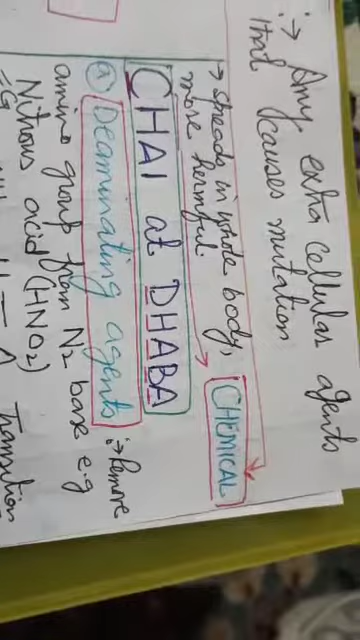 :→ Any extra cellular agents
that causes mutation
CHEMICAL
→ spreads in whole body,
more harmful
CHAI at DHABA
(a) Deaminating agents :→ Remove
amino group from N2 base e.g
Nitrous acid (HNO2)
Transition